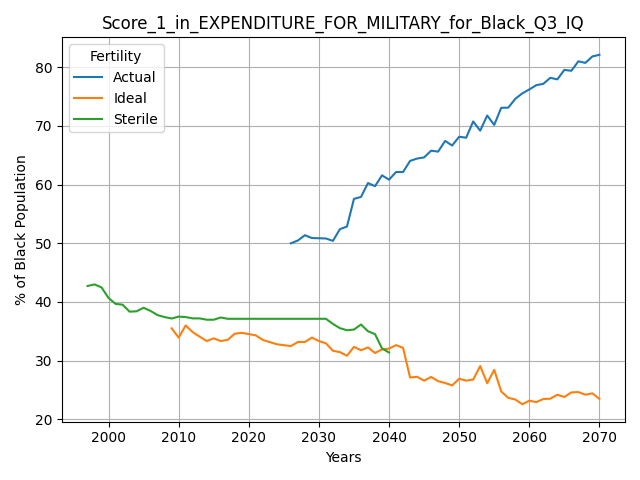 Score_1_in_EXPENDITURE_FOR_MILITARY_for_Black_Q3_IQ
Fertility
Actual
Ideal
Sterile
% of Black Population
80
70
60
50
40
30
20
2000 2010 2020 2030 2040 2050 2060 2070
Years